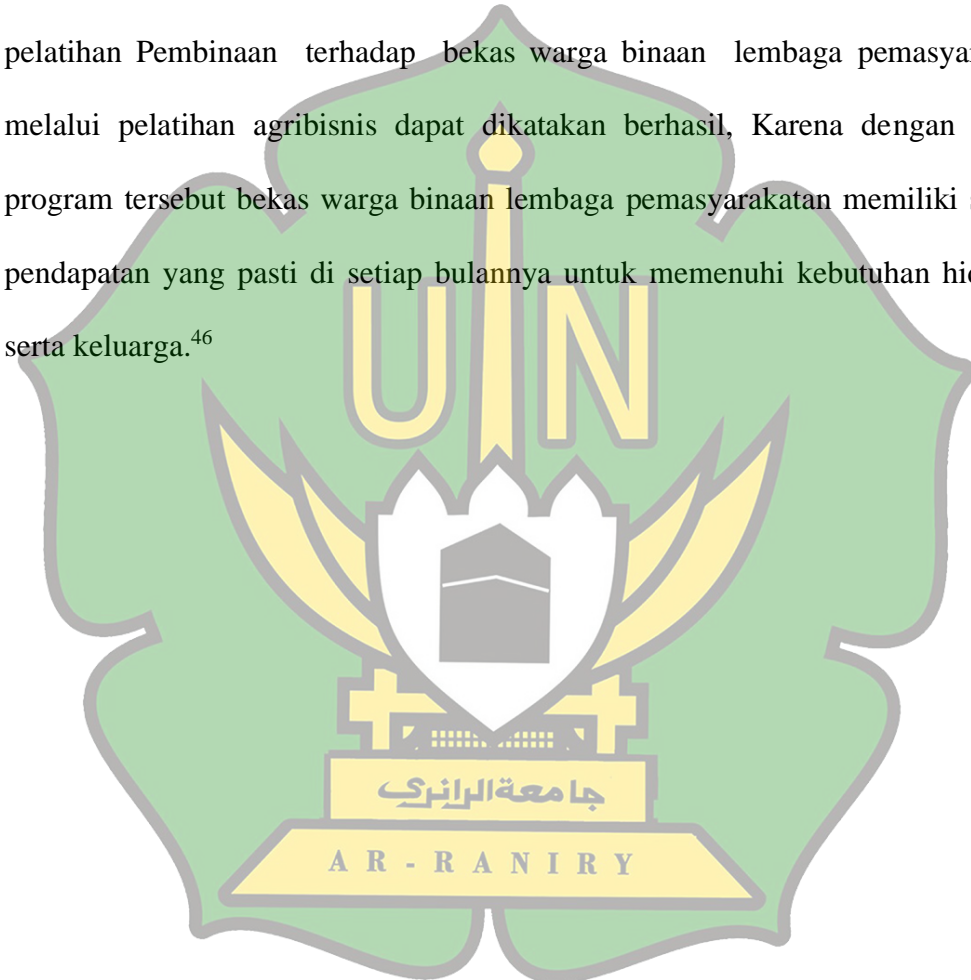 pelatihan Pembinaan terhadap bekas warga binaan lembaga
melalui pelatihan agribisnis dapat dikatakan berhasil, Karena dengan
program tersebut bekas warga binaan lembaga pemasyarakatan memiliki
pendapatan yang pasti di setiap bulannya untuk memenuhi kebutuhan
serta keluarga.⁴⁶
UIN
جامعة الرانري
AR-RANIRY